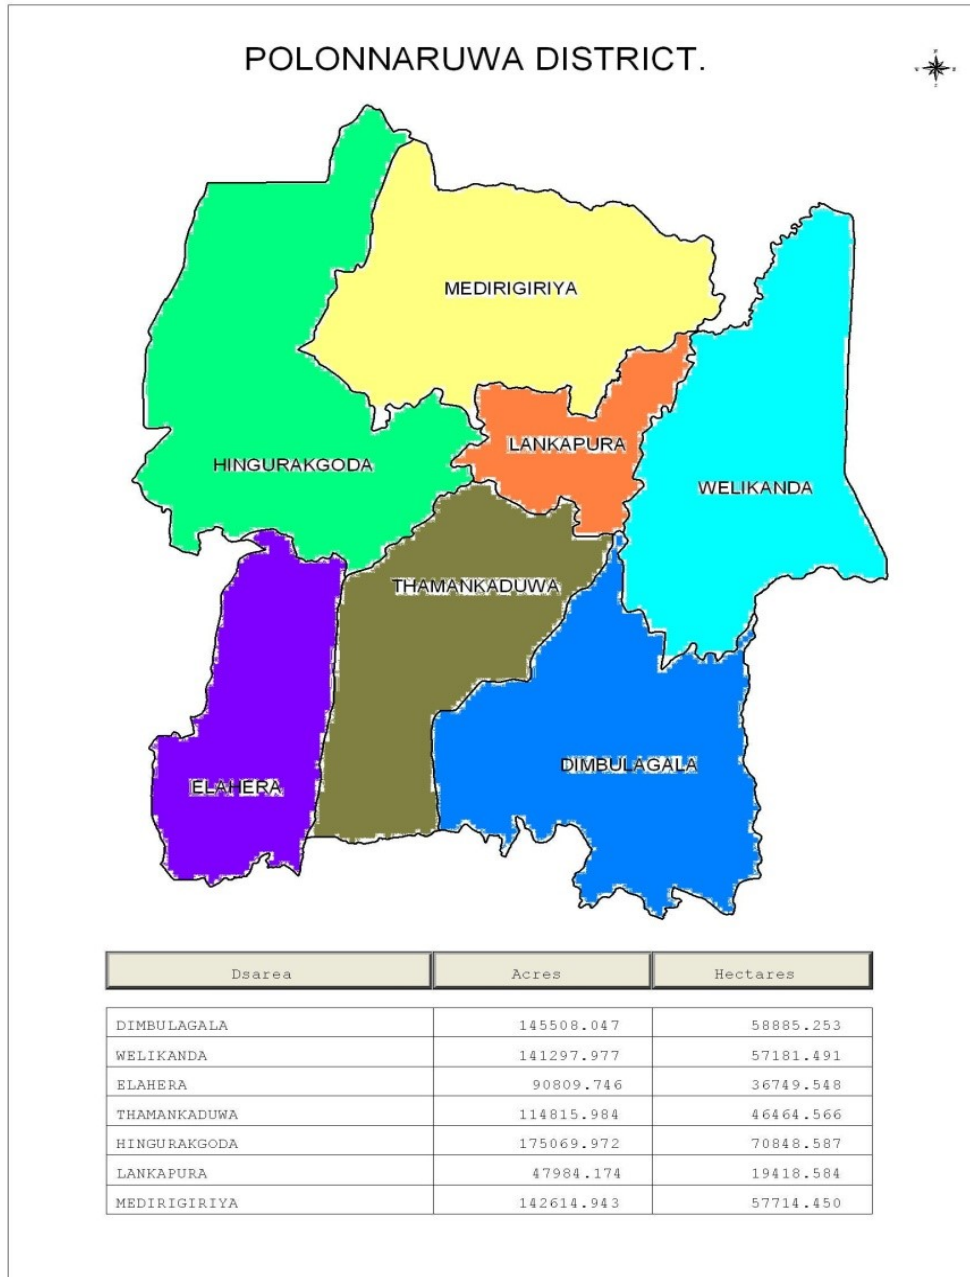 POLONNARUWA DISTRICT.
MEDIRIGIRIYA
LANKAPURA
HINGURAKGODA
WELIKANDA
THAMANKADUWA
DIMBULAGALA
ELAHERA
Dsarea Acres Hectares
DIMBULAGALA 145508.047 58885.253
WELIKANDA 141297.977 57181.491
ELAHERA 90809.746 36749.548
THAMANKADUWA 114815.984 46464.566
HINGURAKGODA 175069.972 70848.587
LANKAPURA 47984.174 19418.584
MEDIRIGIRIYA 142614.943 57714.450